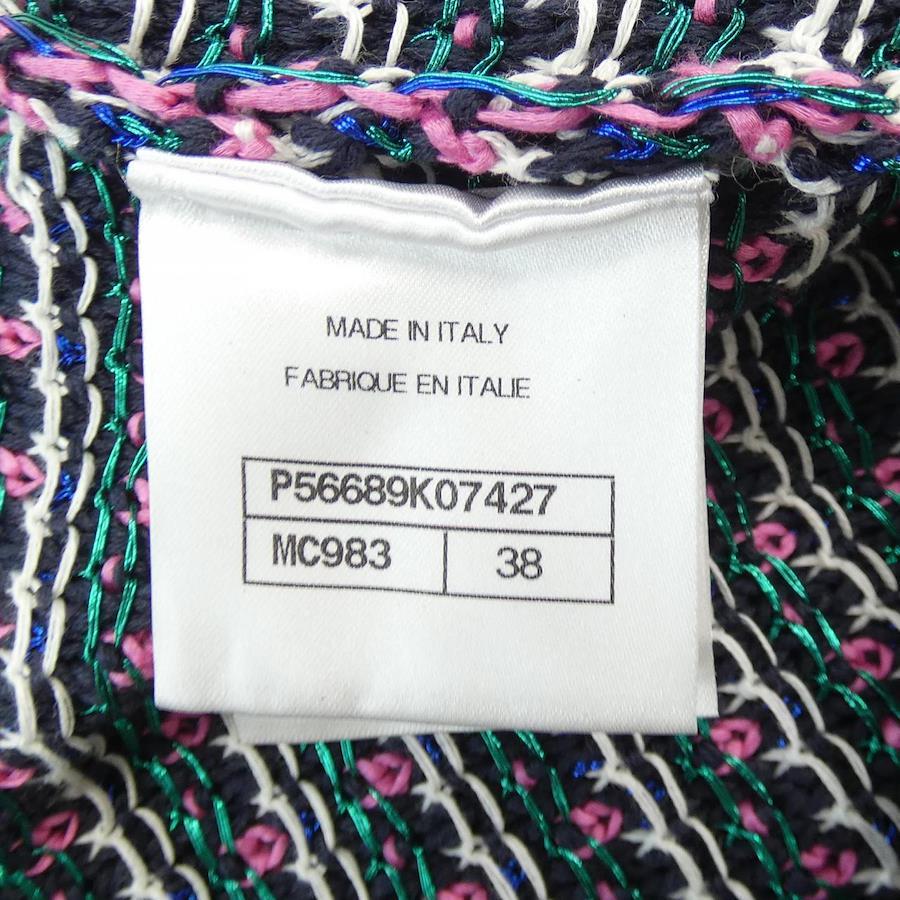 MADE IN ITALY
FABRIQUE EN ITALIE
P56689K07427
MC983 38